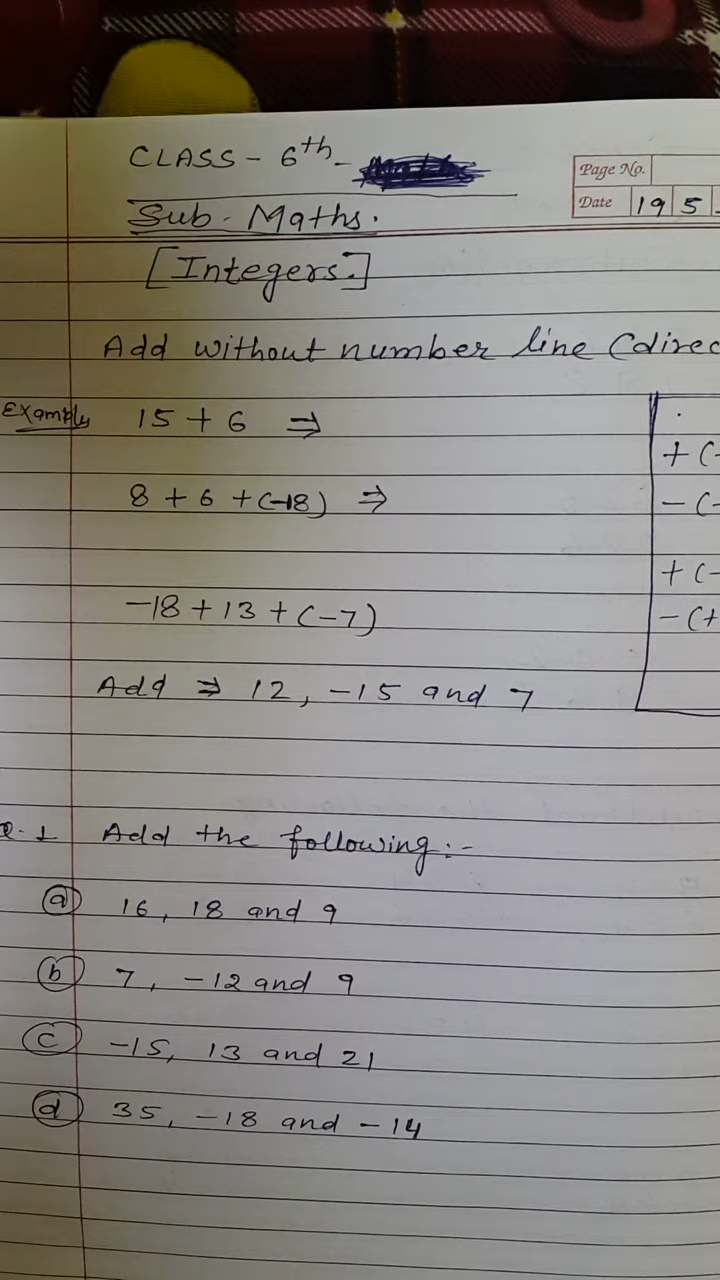 CLASS - 6th -
Page No.
Date 19 5
Sub - Maths.
[Integers.]
Add without number line (direc
Example 15 + 6 ⇒
+ (-
8 + 6 + (-18) ⇒
- (-
+ (-
-18 + 13 + (-7)
- (+
Add ⇒ 12, -15 and 7
Q.1 Add the following:-
(a) 16, 18 and 9
(b) 7, -12 and 9
(c) -15, 13 and 21
(d) 35, -18 and -14